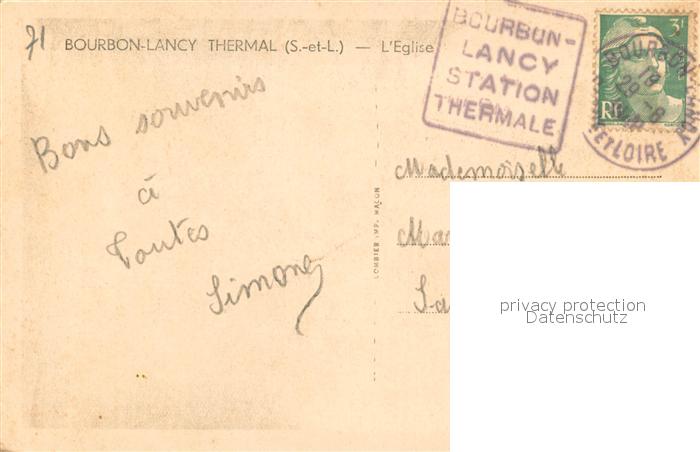 71
BOURBON-LANCY THERMAL (S.-et-L.) — L'Eglise
BOURBON-
LANCY
STATION
THERMALE
3F
RF
Bons souvenirs
à
Toutes
Simone
Mademoiselle
LOMBIER IMP. MACON
privacy protection
Datenschutz